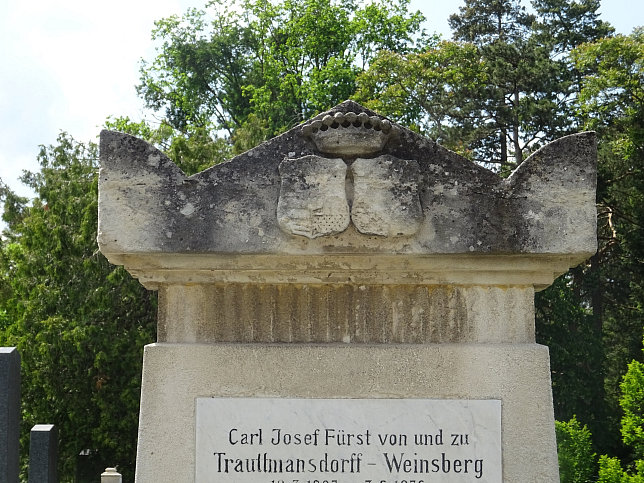 Carl Josef Fürst von und zu
Trauttmansdorff - Weinsberg